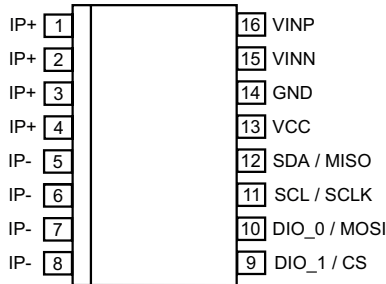 IP+ 1 16 VINP
IP+ 2 15 VINN
IP+ 3 14 GND
IP+ 4 13 VCC
IP- 5 12 SDA / MISO
IP- 6 11 SCL / SCLK
IP- 7 10 DIO_0 / MOSI
IP- 8 9 DIO_1 / CS